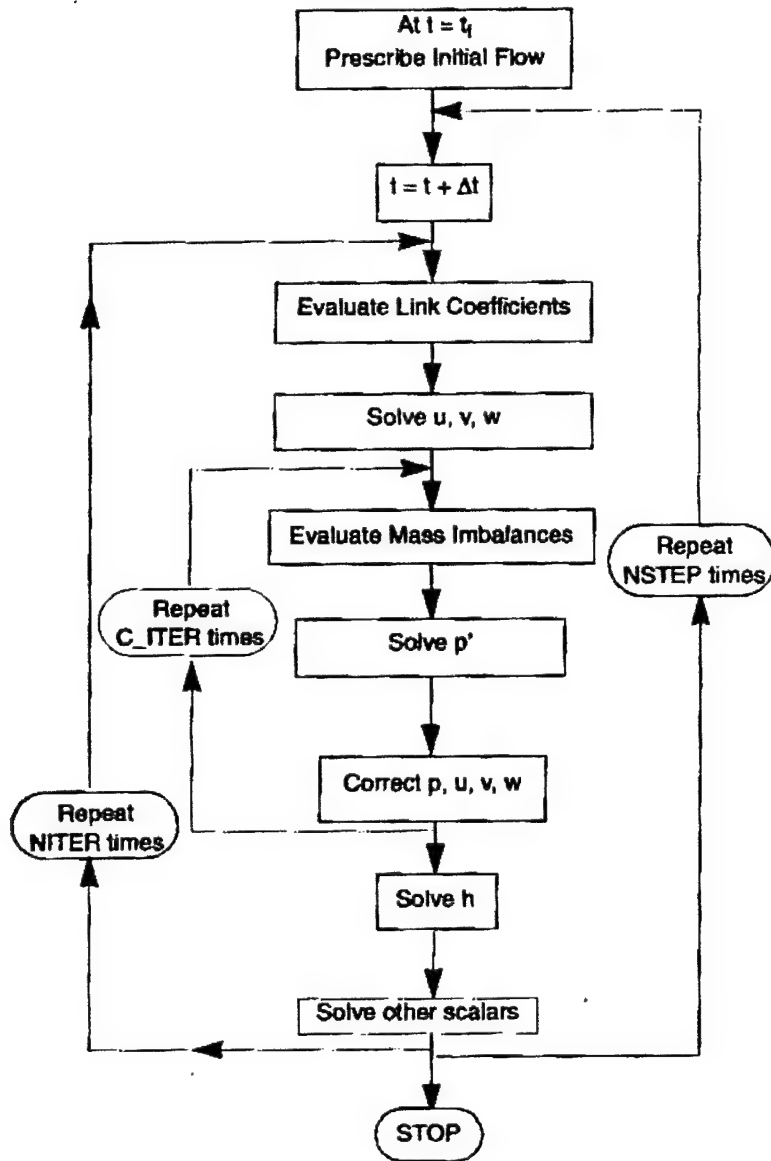 At t = t₁
Prescribe Initial Flow
t = t + Δt
Evaluate Link Coefficients
Solve u, v, w
Evaluate Mass Imbalances
Repeat
NSTEP times
Repeat
C_ITER times
Solve p'
Correct p, u, v, w
Repeat
NITER times
Solve h
Solve other scalars
STOP